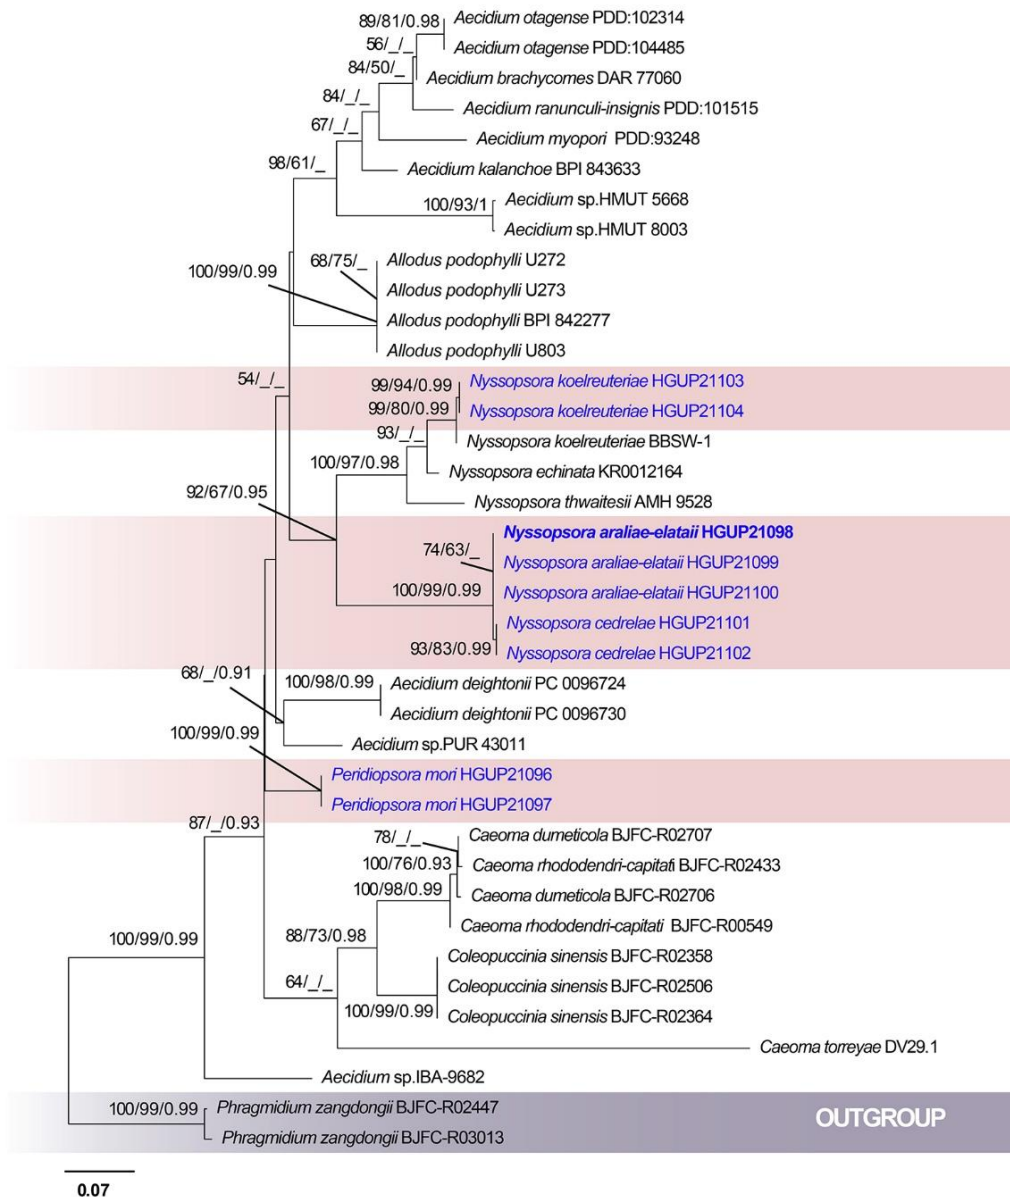 89/81/0.98
Aecidium otagense PDD:102314
Aecidium otagense PDD:104485
56/_/_
Aecidium brachycomes DAR 77060
84/50/_
Aecidium ranunculi-insignis PDD:101515
84/_/_
Aecidium myopori PDD:93248
67/_/_
Aecidium kalanchoe BPI 843633
98/61/_
Aecidium sp.HMUT 5668
100/93/1
Aecidium sp.HMUT 8003
68/75/_
Allodus podophylli U272
100/99/0.99
Allodus podophylli U273
Allodus podophylli BPI 842277
Allodus podophylli U803
54/_/_
99/94/0.99
Nyssopsora koelreuteriae HGUP21103
99/80/0.99
Nyssopsora koelreuteriae HGUP21104
93/_/_
Nyssopsora koelreuteriae BBSW-1
100/97/0.98
Nyssopsora echinata KR0012164
92/67/0.95
Nyssopsora thwaitesii AMH 9528
Nyssopsora araliae-elataii HGUP21098
74/63/_
Nyssopsora araliae-elataii HGUP21099
100/99/0.99
Nyssopsora araliae-elataii HGUP21100
Nyssopsora cedrelae HGUP21101
93/83/0.99
Nyssopsora cedrelae HGUP21102
68/_/0.91
100/98/0.99
Aecidium deightonii PC 0096724
Aecidium deightonii PC 0096730
100/99/0.99
Aecidium sp.PUR 43011
Peridiopsora mori HGUP21096
Peridiopsora mori HGUP21097
87/_/0.93
78/_/_
Caeoma dumeticola BJFC-R02707
100/76/0.93
Caeoma rhododendri-capitati BJFC-R02433
100/98/0.99
Caeoma dumeticola BJFC-R02706
Caeoma rhododendri-capitati BJFC-R00549
100/99/0.99
88/73/0.98
Coleopuccinia sinensis BJFC-R02358
64/_/_
Coleopuccinia sinensis BJFC-R02506
100/99/0.99
Coleopuccinia sinensis BJFC-R02364
Caeoma torreyae DV29.1
Aecidium sp.IBA-9682
100/99/0.99
Phragmidium zangdongii BJFC-R02447
OUTGROUP
Phragmidium zangdongii BJFC-R03013
0.07